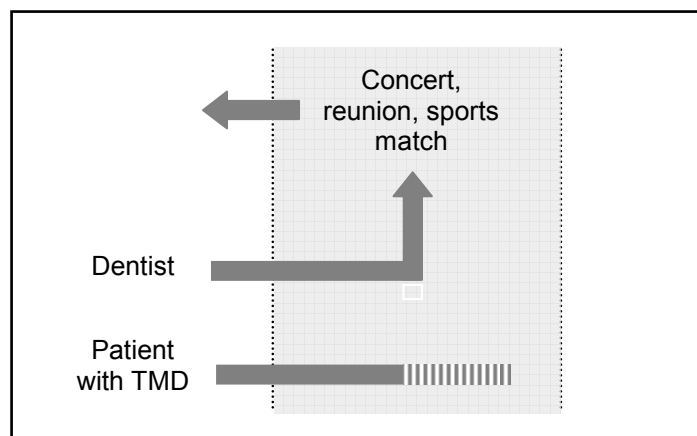 Concert,
reunion, sports
match
Dentist
Patient
with TMD